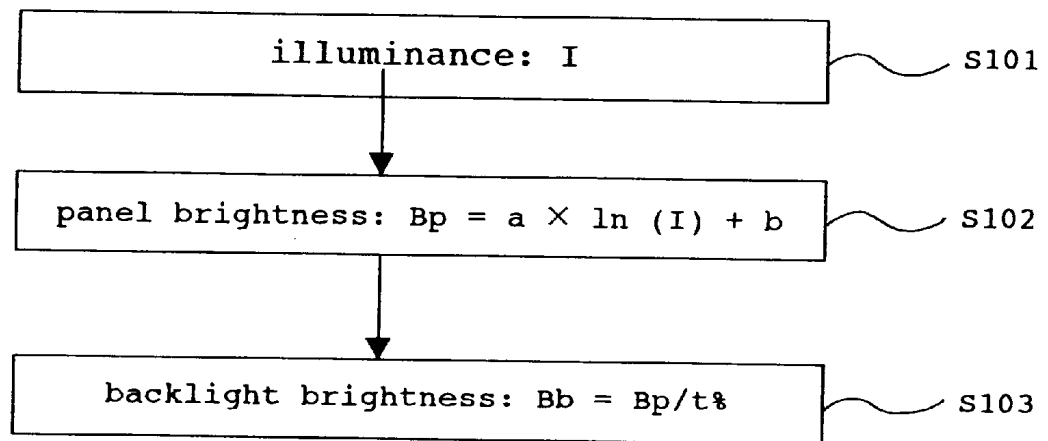 illuminance: I
S101
panel brightness: Bp = a × ln (I) + b
S102
backlight brightness: Bb = Bp/t%
S103